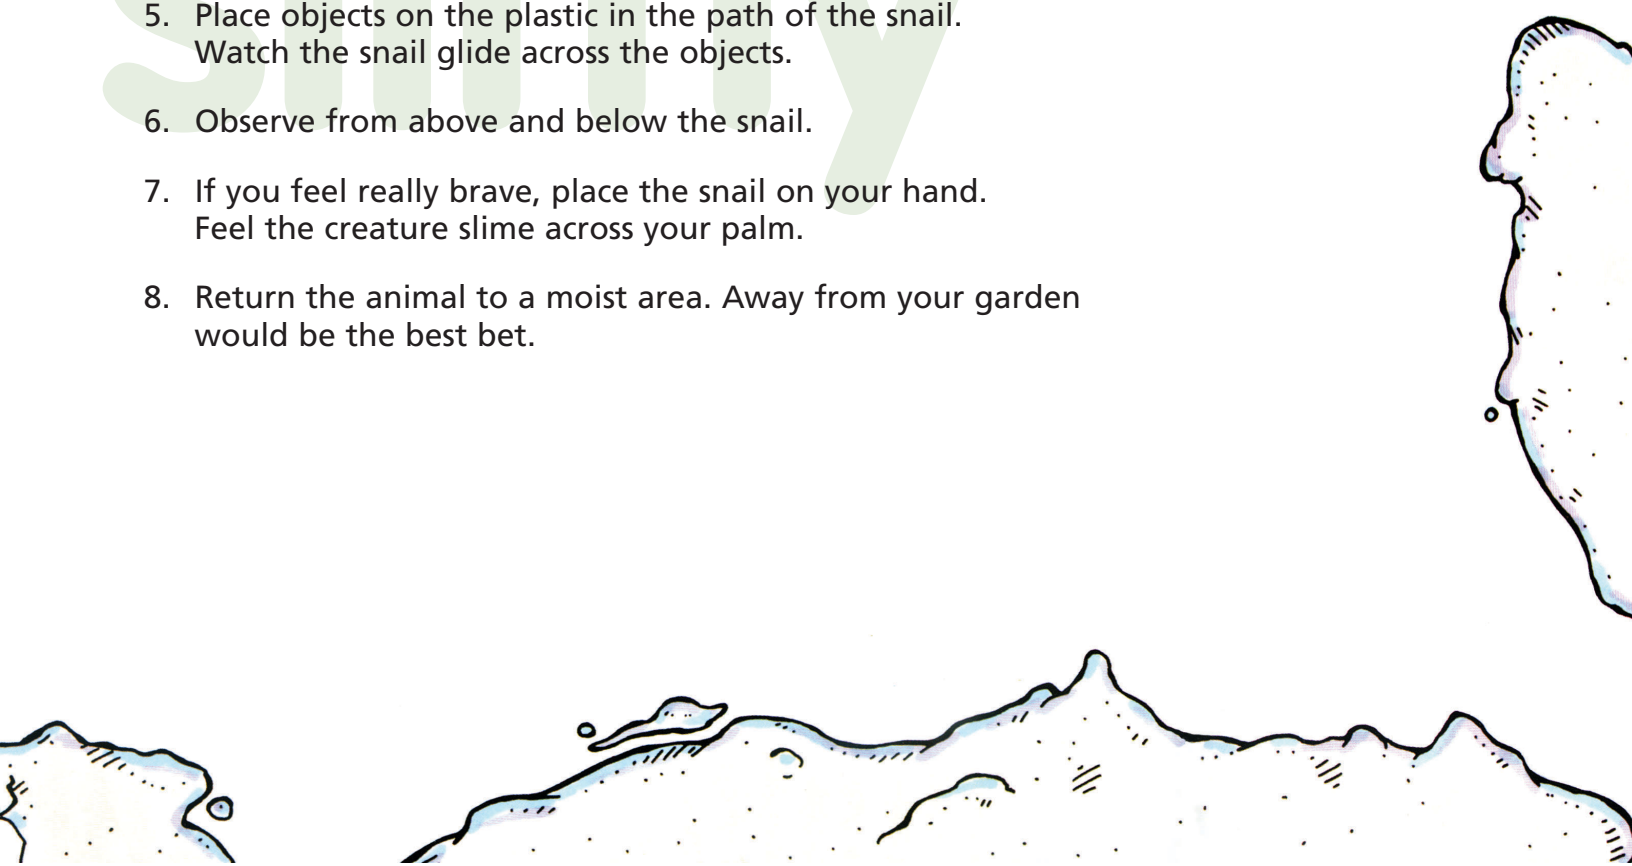 5. Place objects on the plastic in the path of the snail.
Watch the snail glide across the objects.
6. Observe from above and below the snail.
7. If you feel really brave, place the snail on your hand.
Feel the creature slime across your palm.
8. Return the animal to a moist area. Away from your garden
would be the best bet.